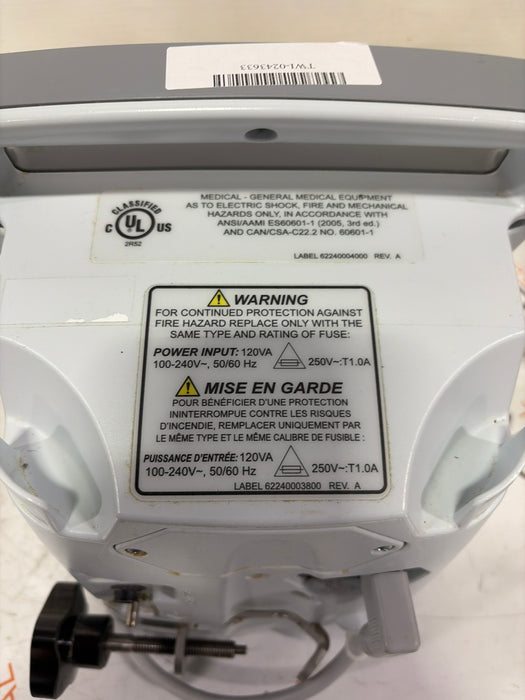 TWI-0243633
CLASSIFIED
C UL US
2R52
MEDICAL - GENERAL MEDICAL EQUIPMENT
AS TO ELECTRIC SHOCK, FIRE AND MECHANICAL
HAZARDS ONLY, IN ACCORDANCE WITH
ANSI/AAMI ES60601-1 (2005, 3rd ed.)
AND CAN/CSA-C22.2 NO. 60601-1
LABEL 62240004000 REV. A
WARNING
FOR CONTINUED PROTECTION AGAINST
FIRE HAZARD REPLACE ONLY WITH THE
SAME TYPE AND RATING OF FUSE:
POWER INPUT: 120VA
100-240V~, 50/60 Hz 250V~:T1.0A
MISE EN GARDE
POUR BÉNÉFICIER D'UNE PROTECTION
ININTERROMPUE CONTRE LES RISQUES
D'INCENDIE, REMPLACER UNIQUEMENT PAR
LE MÊME TYPE ET LE MÊME CALIBRE DE FUSIBLE :
PUISSANCE D'ENTRÉE: 120VA
100-240V~, 50/60 Hz 250V~:T1.0A
LABEL 62240003800 REV. A